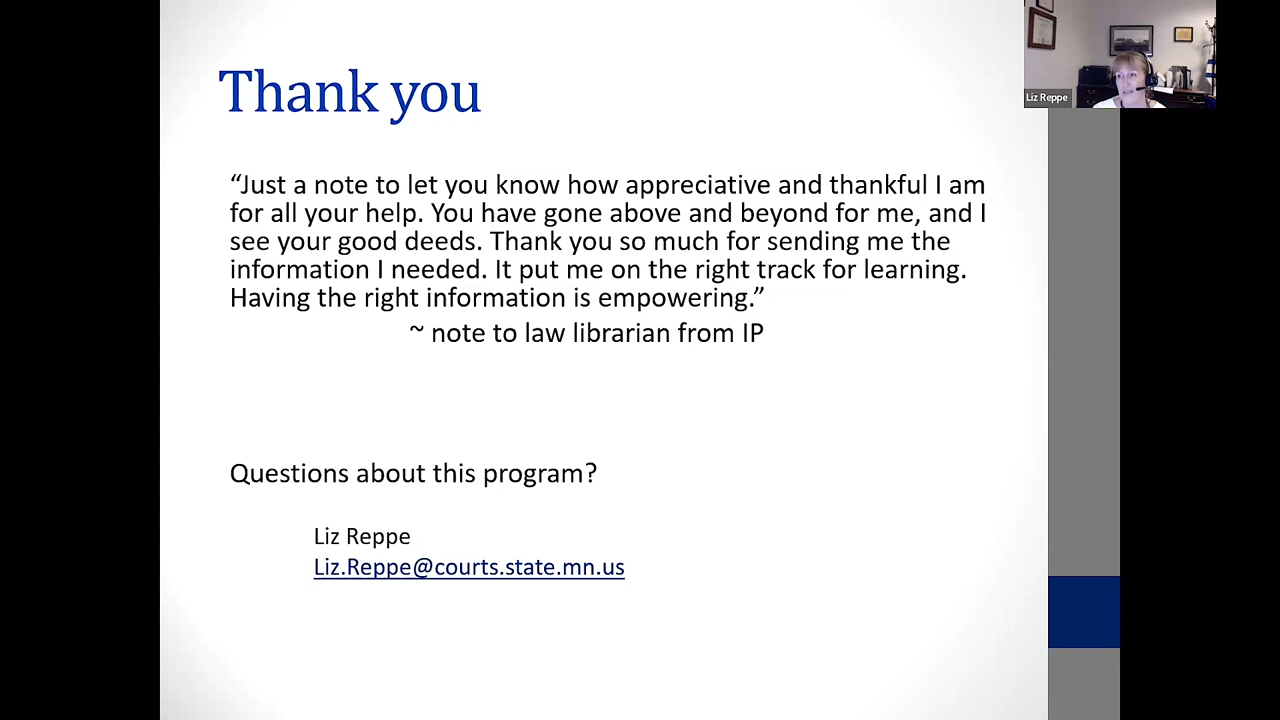 Thank you
“Just a note to let you know how appreciative and thankful I am
for all your help. You have gone above and beyond for me, and I
see your good deeds. Thank you so much for sending me the
information I needed. It put me on the right track for learning.
Having the right information is empowering.”
~ note to law librarian from IP
Questions about this program?
Liz Reppe
Liz.Reppe@courts.state.mn.us
Liz Reppe